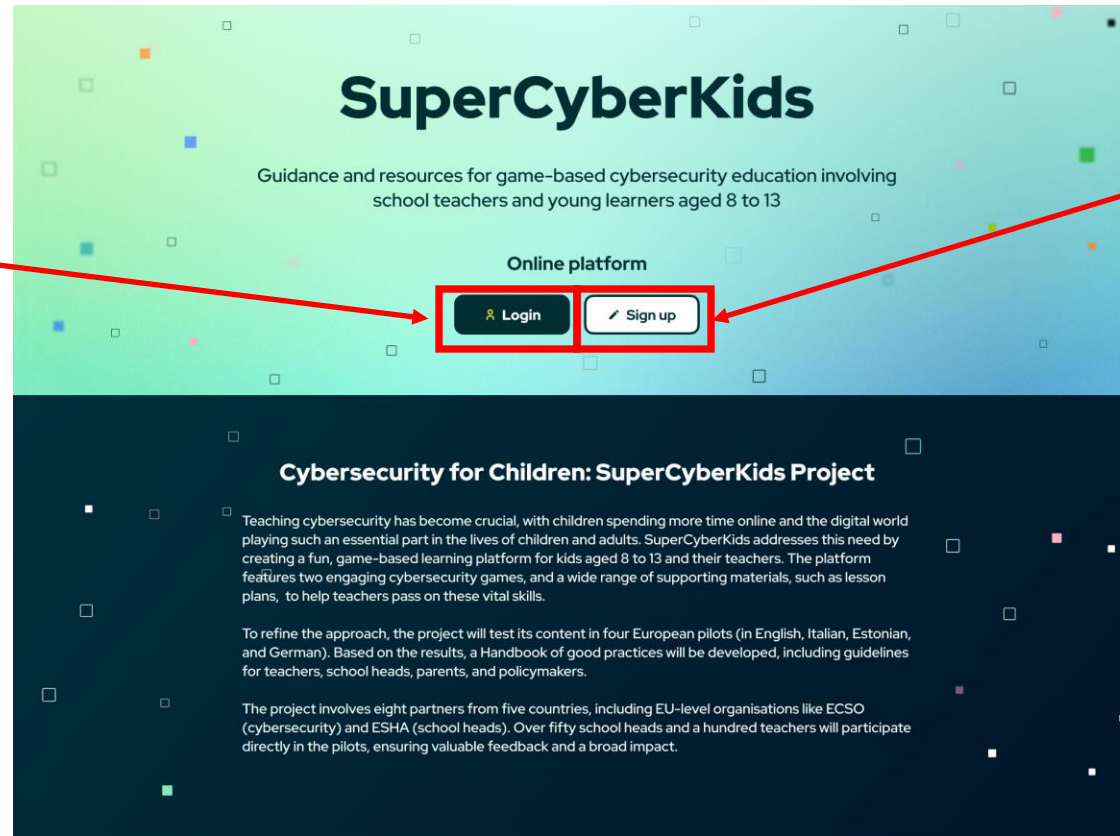 SuperCyberKids
Guidance and resources for game-based cybersecurity education involving
school teachers and young learners aged 8 to 13
Online platform
Login
Sign up
Cybersecurity for Children: SuperCyberKids Project
Teaching cybersecurity has become crucial, with children spending more time online and the digital world
playing such an essential part in the lives of children and adults. SuperCyberKids addresses this need by
creating a fun, game-based learning platform for kids aged 8 to 13 and their teachers. The platform
features two engaging cybersecurity games, and a wide range of supporting materials, such as lesson
plans, to help teachers pass on these vital skills.
To refine the approach, the project will test its content in four European pilots (in English, Italian, Estonian,
and German). Based on the results, a Handbook of good practices will be developed, including guidelines
for teachers, school heads, parents, and policymakers.
The project involves eight partners from five countries, including EU-level organisations like ECSO
(cybersecurity) and ESHA (school heads). Over fifty school heads and a hundred teachers will participate
directly in the pilots, ensuring valuable feedback and a broad impact.